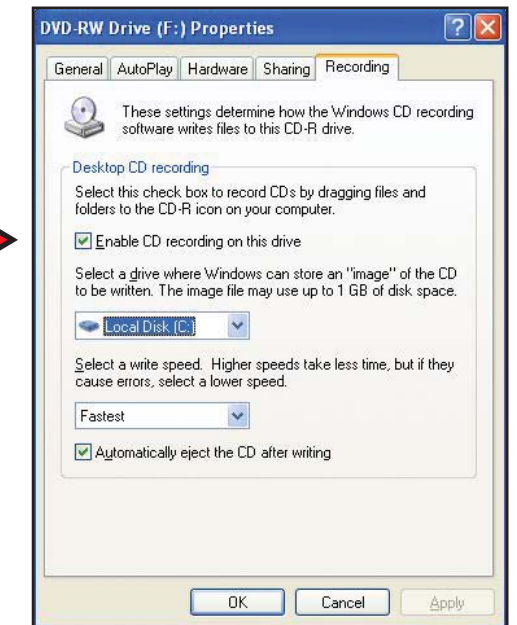 DVD-RW Drive (F:) Properties
General AutoPlay Hardware Sharing Recording
These settings determine how the Windows CD recording
software writes files to this CD-R drive.
Desktop CD recording
Select this check box to record CDs by dragging files and
folders to the CD-R icon on your computer.
Enable CD recording on this drive
Select a drive where Windows can store an "image" of the CD
to be written. The image file may use up to 1 GB of disk space.
Local Disk (C:)
Select a write speed. Higher speeds take less time, but if they
cause errors, select a lower speed.
Fastest
Automatically eject the CD after writing
OK Cancel Apply